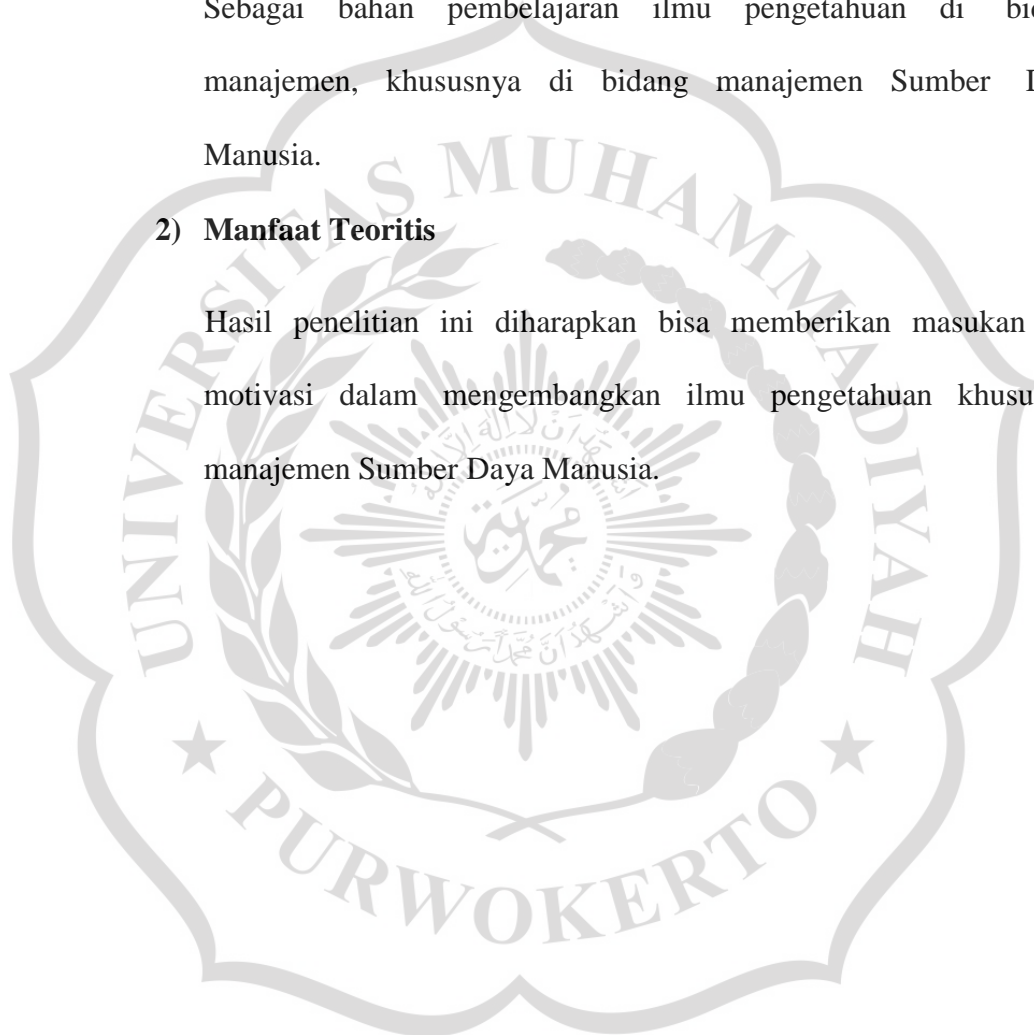 Sebagai bahan pembelajaran ilmu pengetahuan di
manajemen, khususnya di bidang manajemen Sumber
Manusia.
2) Manfaat Teoritis
Hasil penelitian ini diharapkan bisa memberikan masukan
motivasi dalam mengembangkan ilmu pengetahuan
manajemen Sumber Daya Manusia.
UNIVERSITAS MUHAMMADIYAH
PURWOKERTO